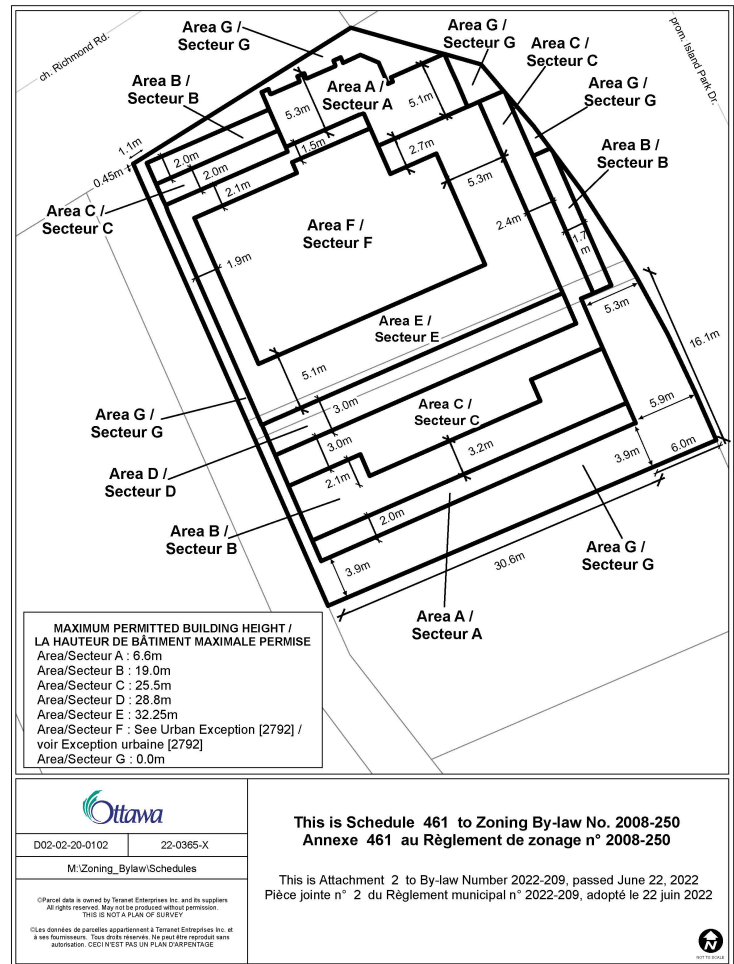 ch. Richmond Rd.
prom. Island Park Dr.
Area G /
Secteur G
Area G /
Secteur G
Area C /
Secteur C
Area G /
Secteur G
Area B /
Secteur B
Area B /
Secteur B
Area A /
Secteur A
5.3m
5.1m
1.1m
0.45m
2.0m
2.0m
1.5m
2.1m
2.7m
5.3m
2.4m
1.7
m
Area C /
Secteur C
Area F /
Secteur F
1.9m
Area E /
Secteur E
5.3m
16.1m
5.1m
3.0m
Area G /
Secteur G
Area C /
Secteur C
5.9m
3.0m
3.2m
3.9m
6.0m
Area D /
Secteur D
2.1m
Area B /
Secteur B
2.0m
3.9m
30.6m
Area G /
Secteur G
Area A /
Secteur A
MAXIMUM PERMITTED BUILDING HEIGHT /
LA HAUTEUR DE BÂTIMENT MAXIMALE PERMISE
Area/Secteur A : 6.6m
Area/Secteur B : 19.0m
Area/Secteur C : 25.5m
Area/Secteur D : 28.8m
Area/Secteur E : 32.25m
Area/Secteur F : See Urban Exception [2792] /
voir Exception urbaine [2792]
Area/Secteur G : 0.0m
Ottawa
D02-02-20-0102
22-0365-X
M:\Zoning_Bylaw\Schedules
©Parcel data is owned by Teranet Enterprises Inc. and its suppliers
All rights reserved. May not be produced without permission.
THIS IS NOT A PLAN OF SURVEY
©Les données de parcelles appartiennent à Teranet Entreprises Inc. et
à ses fournisseurs. Tous droits réservés. Ne peut être reproduit sans
autorisation. CECI N'EST PAS UN PLAN D'ARPENTAGE
This is Schedule 461 to Zoning By-law No. 2008-250
Annexe 461 au Règlement de zonage n° 2008-250
This is Attachment 2 to By-law Number 2022-209, passed June 22, 2022
Pièce jointe n° 2 du Règlement municipal n° 2022-209, adopté le 22 juin 2022
N
NOT TO SCALE